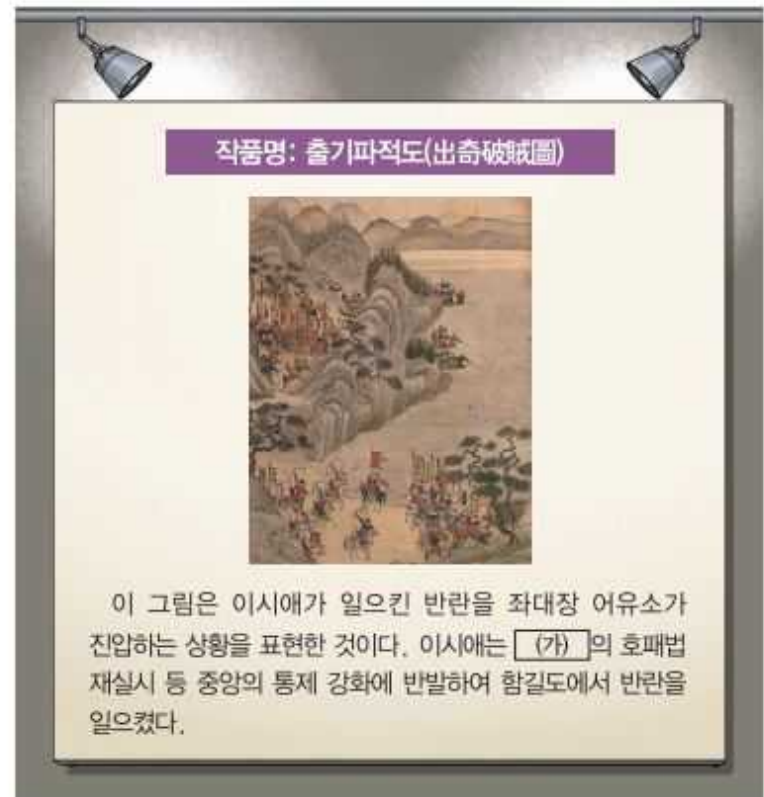 작품명: 출기파적도(出奇破賊圖)
이 그림은 이시애가 일으킨 반란을 좌대장 어유소가
진압하는 상황을 표현한 것이다. 이시애는 (가) 의 호패법
재실시 등 중앙의 통제 강화에 반발하여 함길도에서 반란을
일으켰다.